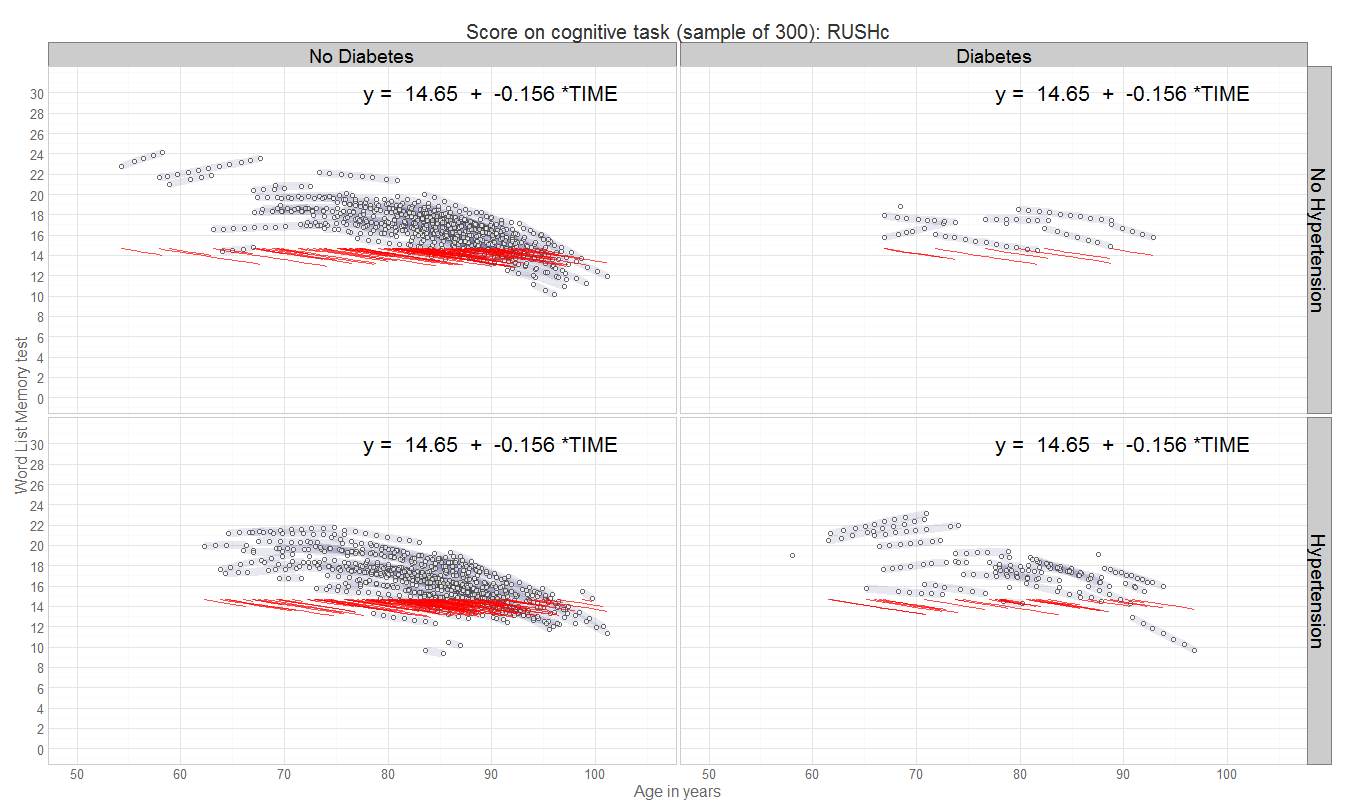 Score on cognitive task (sample of 300): RUSHc
No Diabetes
Diabetes
y = 14.65 + -0.156 *TIME
y = 14.65 + -0.156 *TIME
No Hypertension
30
28
26
24
22
20
18
16
14
12
10
8
6
4
2
0
Word List Memory test
y = 14.65 + -0.156 *TIME
y = 14.65 + -0.156 *TIME
Hypertension
30
28
26
24
22
20
18
16
14
12
10
8
6
4
2
0
50 60 70 80 90 100
50 60 70 80 90 100
Age in years